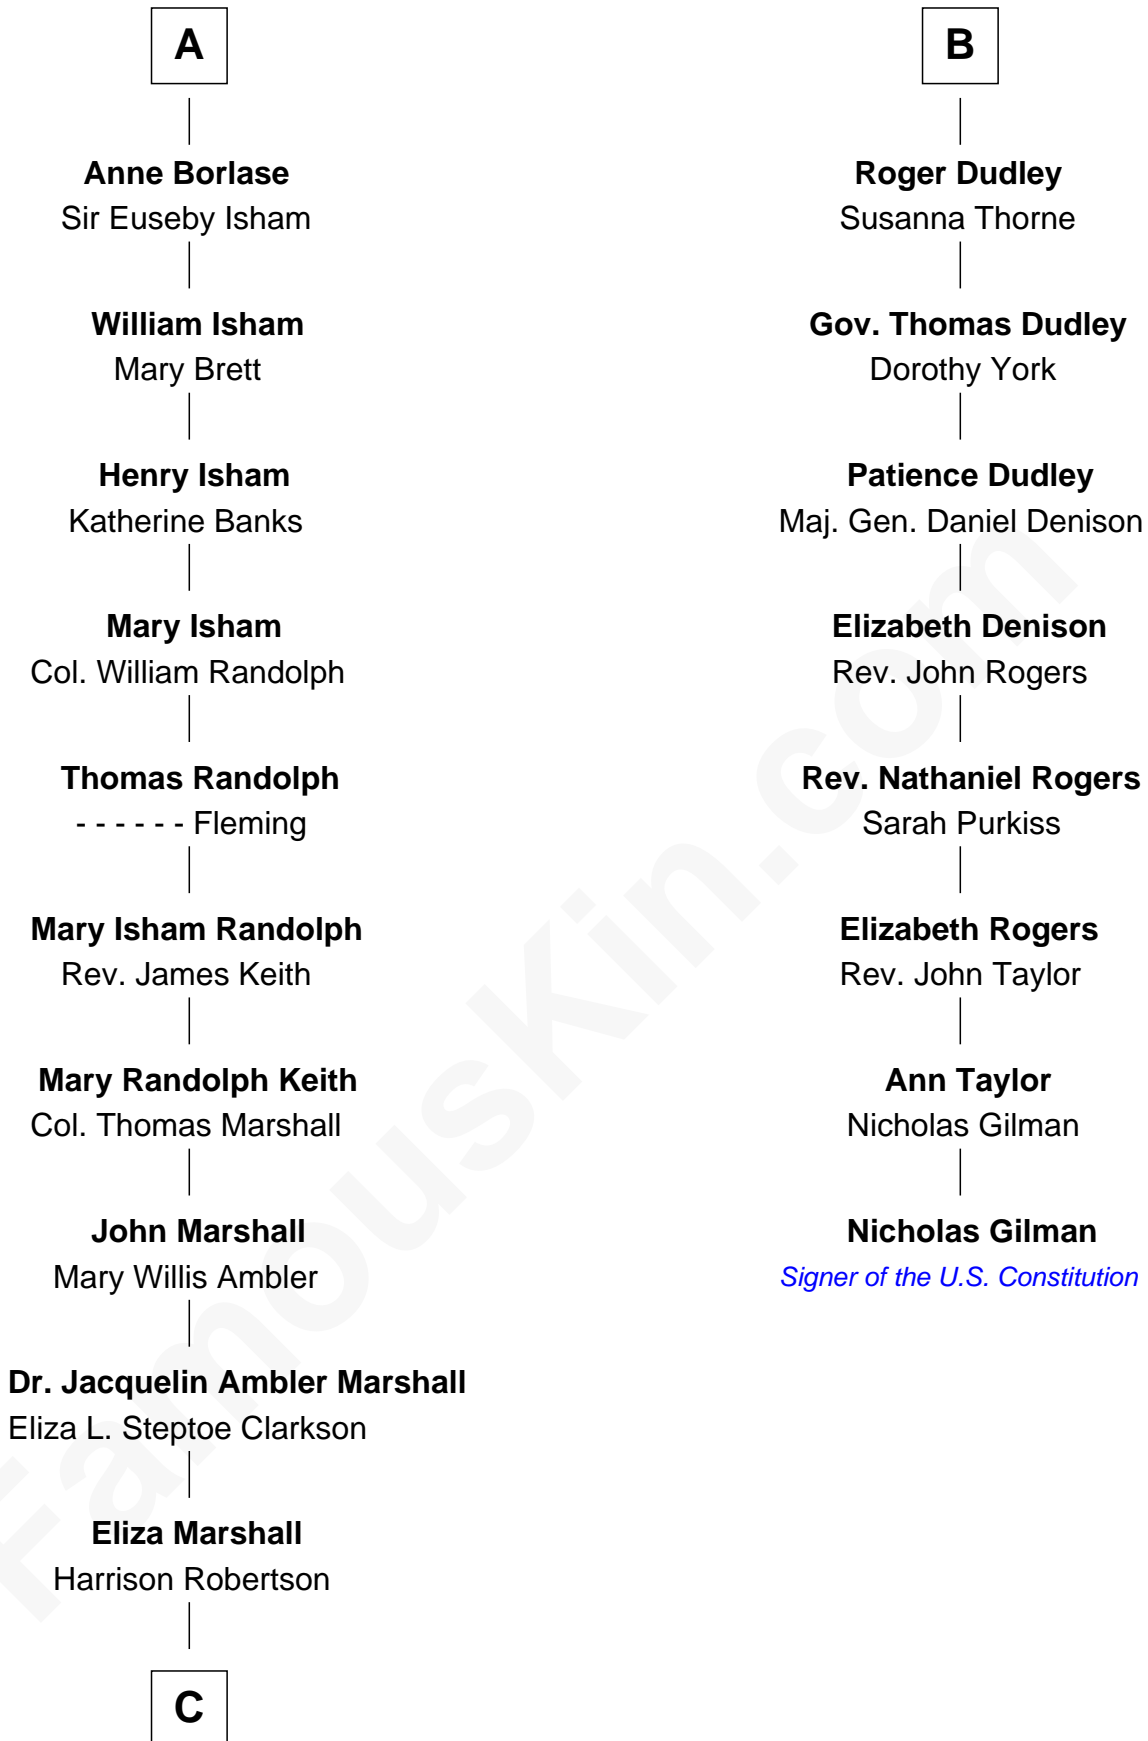 A
Anne Borlase
Sir Euseby Isham
William Isham
Mary Brett
Henry Isham
Katherine Banks
Mary Isham
Col. William Randolph
Thomas Randolph
- - - - - - Fleming
Mary Isham Randolph
Rev. James Keith
Mary Randolph Keith
Col. Thomas Marshall
John Marshall
Mary Willis Ambler
Dr. Jacquelin Ambler Marshall
Eliza L. Steptoe Clarkson
Eliza Marshall
Harrison Robertson
C
B
Roger Dudley
Susanna Thorne
Gov. Thomas Dudley
Dorothy York
Patience Dudley
Maj. Gen. Daniel Denison
Elizabeth Denison
Rev. John Rogers
Rev. Nathaniel Rogers
Sarah Purkiss
Elizabeth Rogers
Rev. John Taylor
Ann Taylor
Nicholas Gilman
Nicholas Gilman
Signer of the U.S. Constitution
FamousKin.com